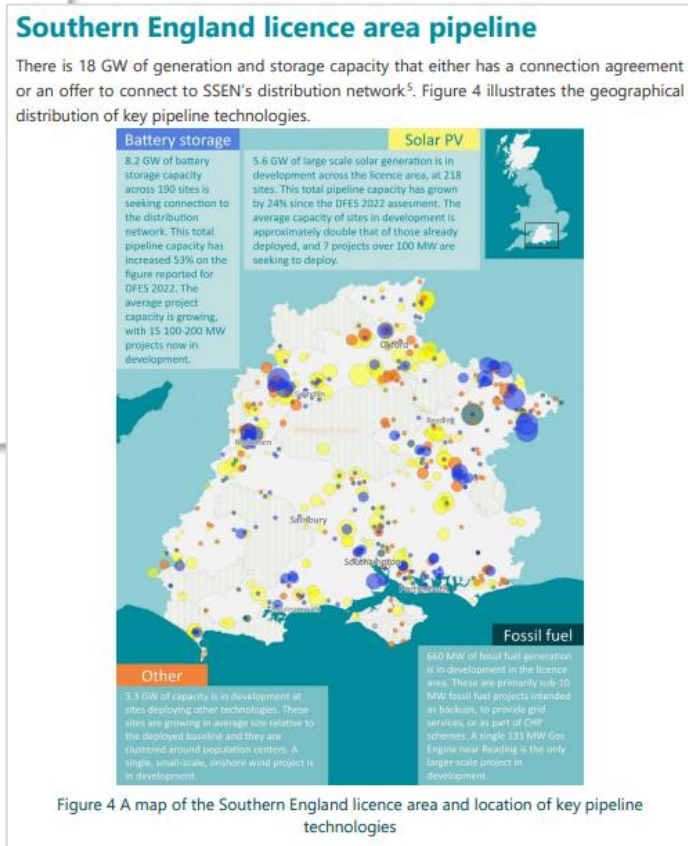 Southern England licence area pipeline
There is 18 GW of generation and storage capacity that either has a connection agreement
or an offer to connect to SSEN's distribution network⁵. Figure 4 illustrates the geographical
distribution of key pipeline technologies.
Battery storage
8.2 GW of battery
storage capacity
across 190 sites is
seeking connection to
the distribution
network. This total
pipeline capacity has
increased 53% on the
figure reported for
DFES 2022. The
average project
capacity is growing,
with 15 100-200 MW
projects now in
development.
Solar PV
5.6 GW of large scale solar generation is in
development across the licence area, at 218
sites. This total pipeline capacity has grown
by 24% since the DFES 2022 assesment. The
average capacity of sites in development is
approximately double that of those already
deployed, and 7 projects over 100 MW are
seeking to deploy.
Oxford
Swindon
Reading
Salisbury
Southampton
Portsmouth
Other
3.3 GW of capacity is in development at
sites deploying other technologies. These
sites are growing in average size relative to
the deployed baseline and they are
clustered around population centers. A
single, small-scale, onshore wind project is
in development.
Fossil fuel
660 MW of fossil fuel generation
is in development in the licence
area. These are primarily sub-10
MW fossil fuel projects intended
as backups, to provide grid
services, or as part of CHP
schemes. A single 131 MW Gas
Engine near Reading is the only
larger-scale project in
development.
Figure 4 A map of the Southern England licence area and location of key pipeline
technologies